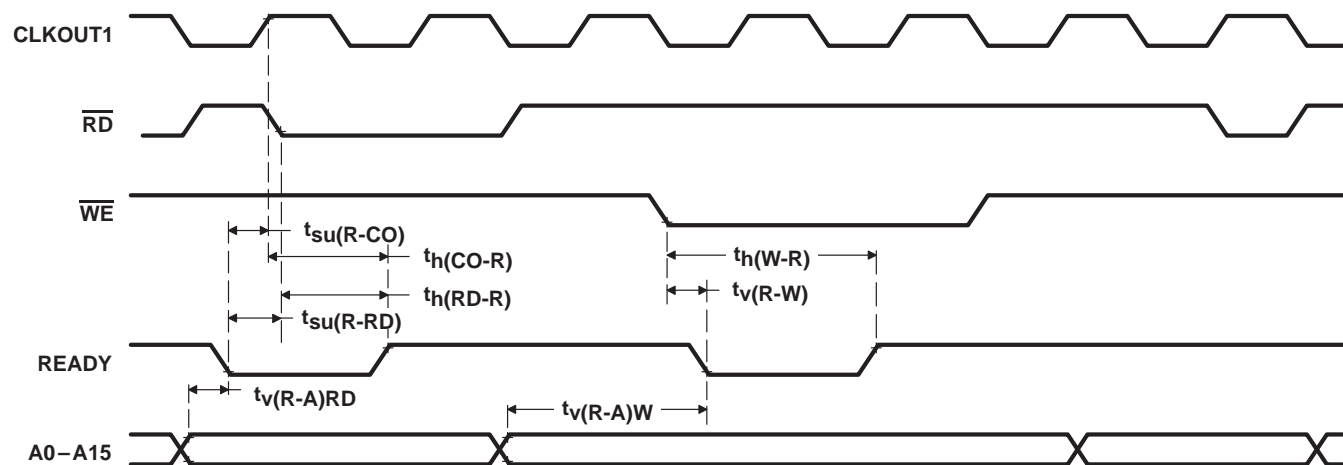 CLKOUT1
RD
WE
tsu(R-CO)
th(CO-R)
th(W-R)
th(RD-R)
tv(R-W)
tsu(R-RD)
READY
tv(R-A)RD
tv(R-A)W
A0–A15